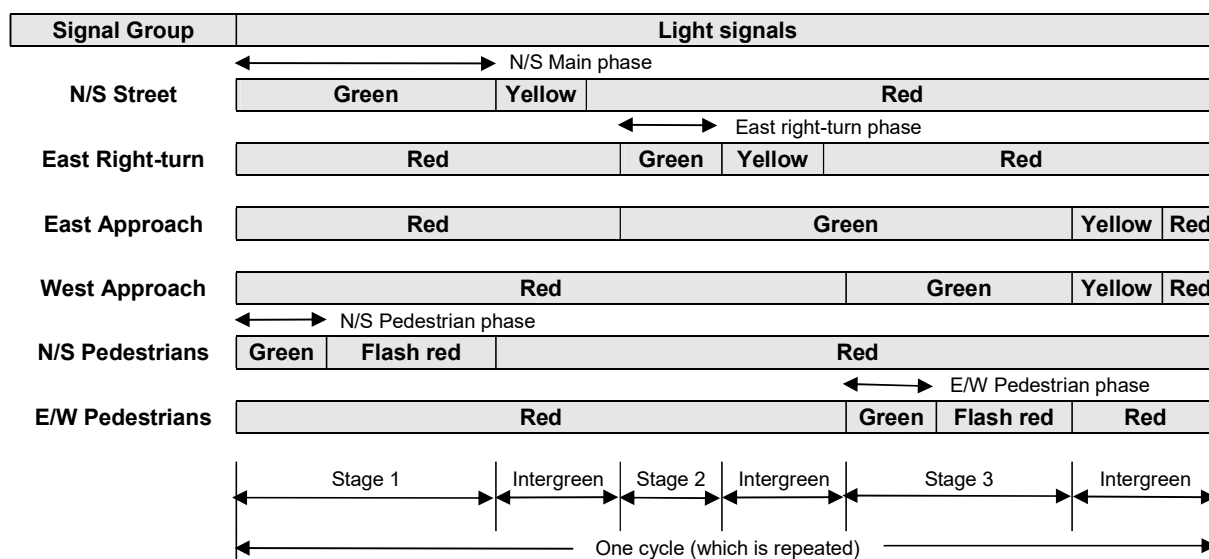 Signal Group Light signals
N/S Main phase
N/S Street Green Yellow Red
East right-turn phase
East Right-turn Red Green Yellow Red
East Approach Red Green Yellow Red
West Approach Red Green Yellow Red
N/S Pedestrian phase
N/S Pedestrians Green Flash red Red
E/W Pedestrian phase
E/W Pedestrians Red Green Flash red Red
Stage 1 Intergreen Stage 2 Intergreen Stage 3 Intergreen
One cycle (which is repeated)